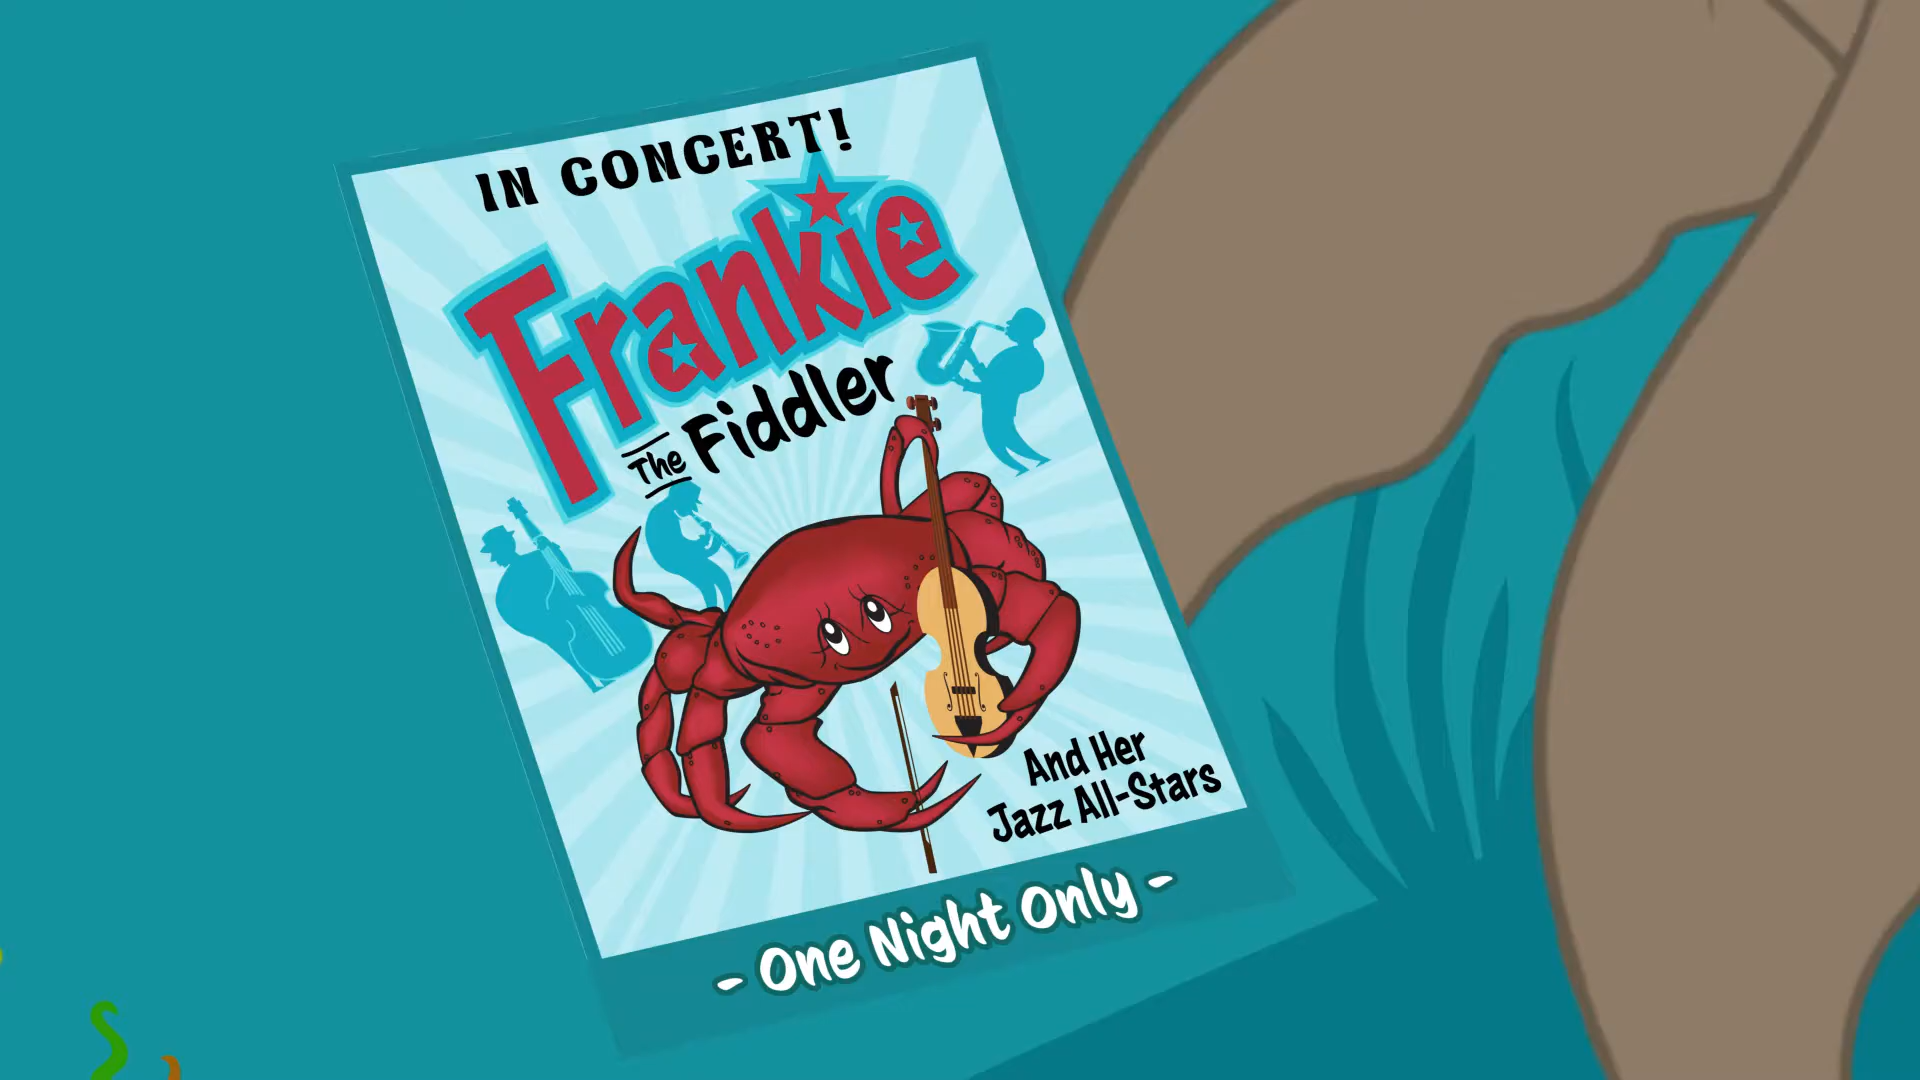 IN CONCERT!
Frankie
The Fiddler
And Her
Jazz All-Stars
- One Night Only -